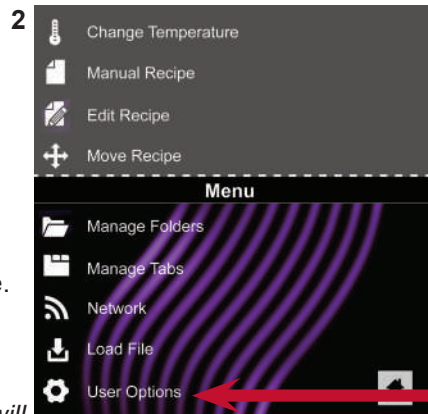 2
Change Temperature
Manual Recipe
Edit Recipe
Move Recipe
Menu
Manage Folders
Manage Tabs
Network
Load File
User Options
will